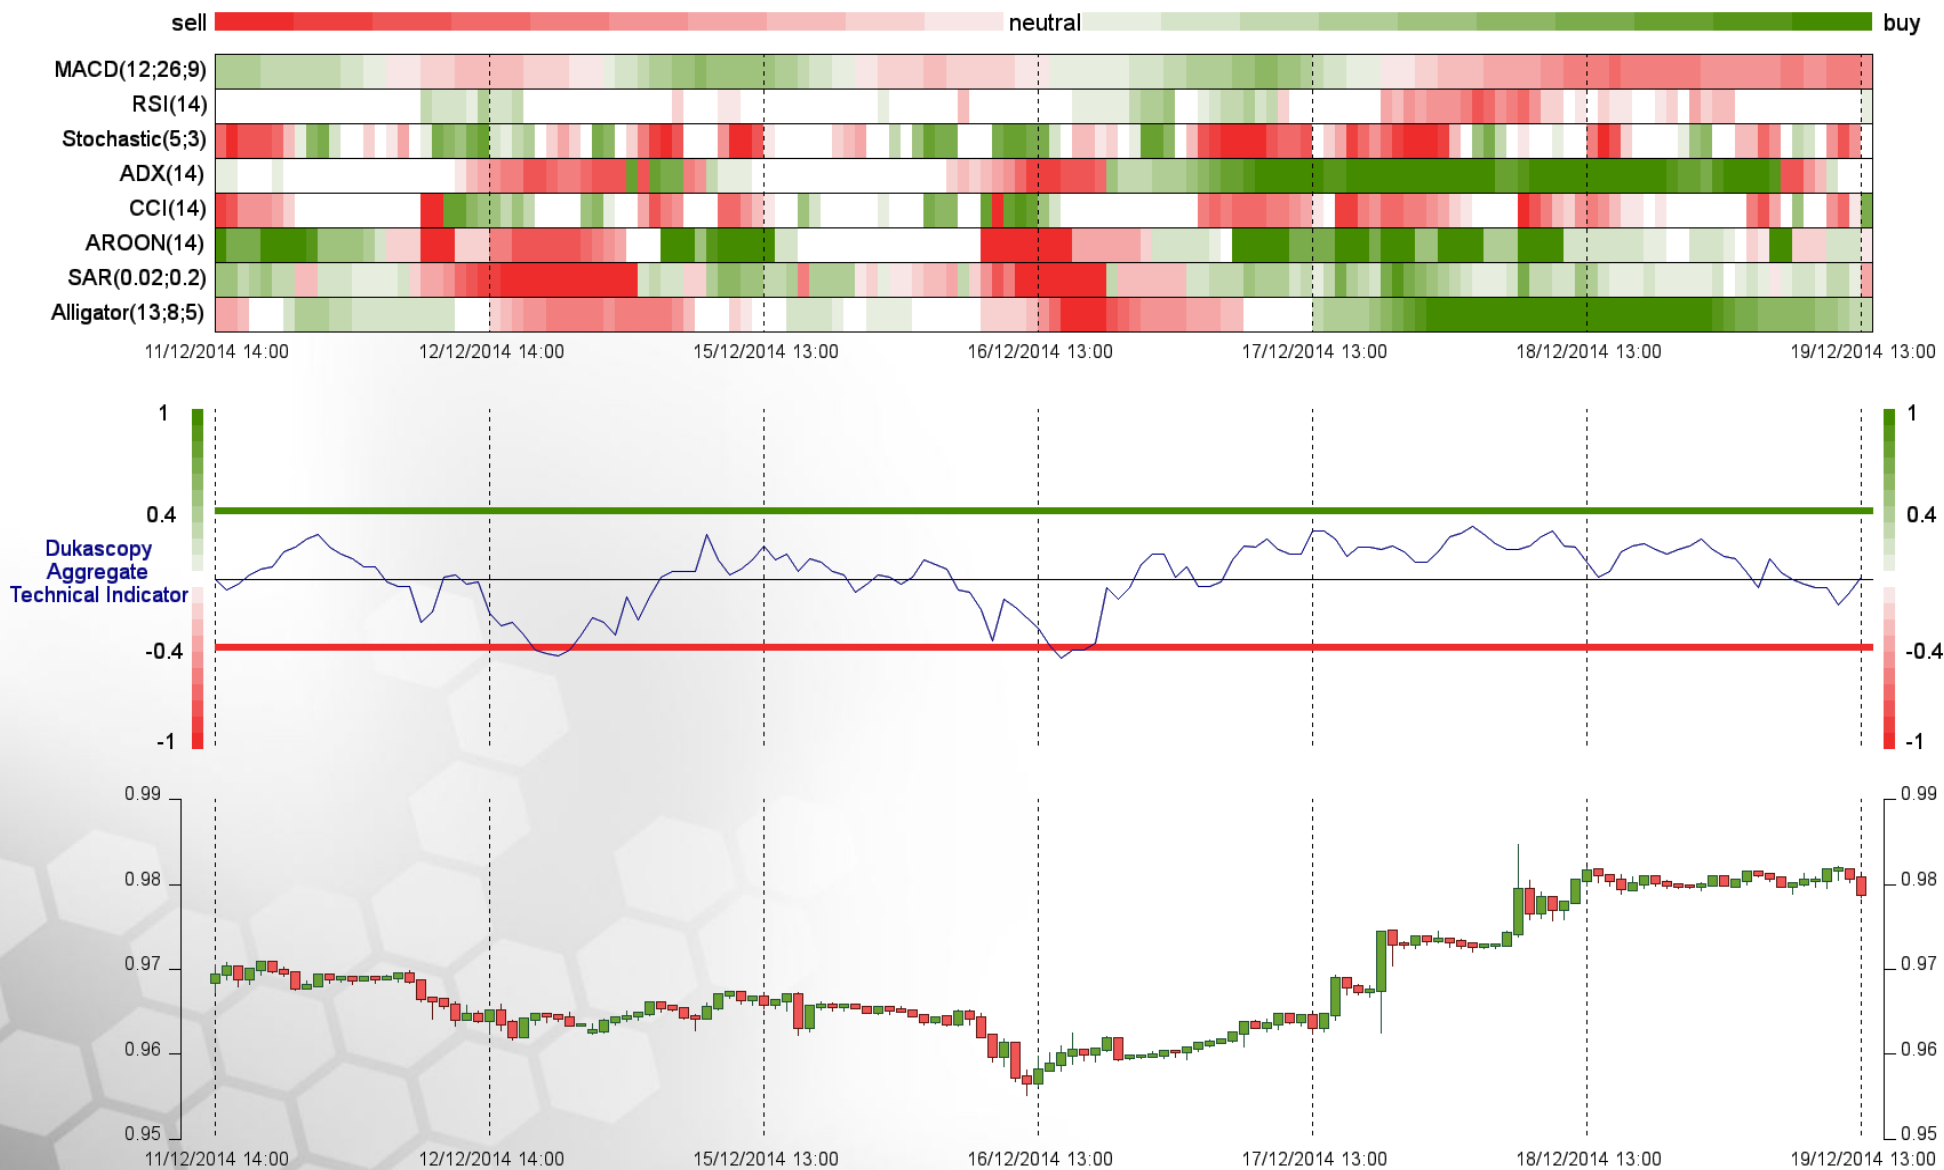 sell neutral buy
MACD(12;26;9)
RSI(14)
Stochastic(5;3)
ADX(14)
CCI(14)
AROON(14)
SAR(0.02;0.2)
Alligator(13;8;5)
11/12/2014 14:00 12/12/2014 14:00 15/12/2014 13:00 16/12/2014 13:00 17/12/2014 13:00 18/12/2014 13:00 19/12/2014 13:00
1 1
0.4 0.4
Dukascopy
Aggregate
Technical Indicator
-0.4 -0.4
-1 -1
0.99 0.99
0.98 0.98
0.97 0.97
0.96 0.96
0.95 0.95
11/12/2014 14:00 12/12/2014 14:00 15/12/2014 13:00 16/12/2014 13:00 17/12/2014 13:00 18/12/2014 13:00 19/12/2014 13:00